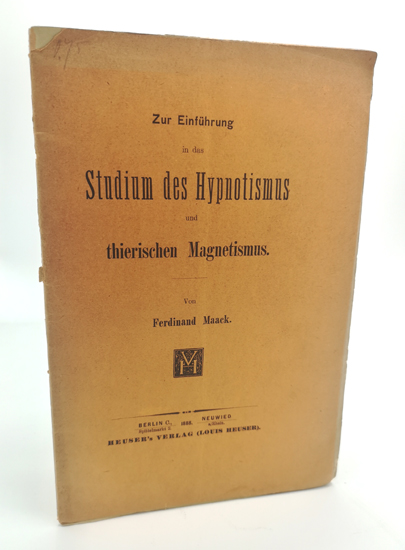 Zur Einführung
in das
Studium des Hypnotismus
und
thierischen Magnetismus.
Von
Ferdinand Maack.
BERLIN C., 1888. NEUWIED
HEUSER's VERLAG (LOUIS HEUSER).